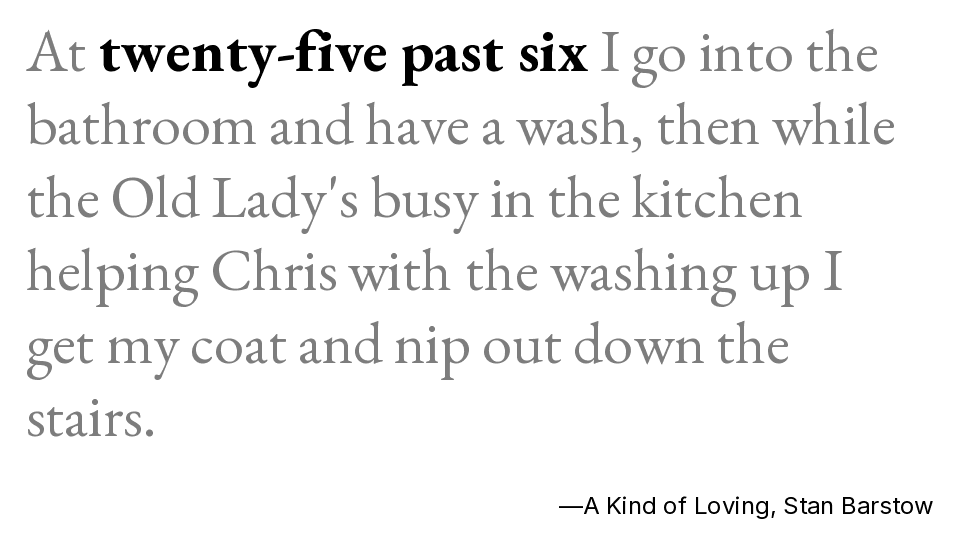 At twenty-five past six I go into the
bathroom and have a wash, then while
the Old Lady's busy in the kitchen
helping Chris with the washing up I
get my coat and nip out down the
stairs.
—A Kind of Loving, Stan Barstow